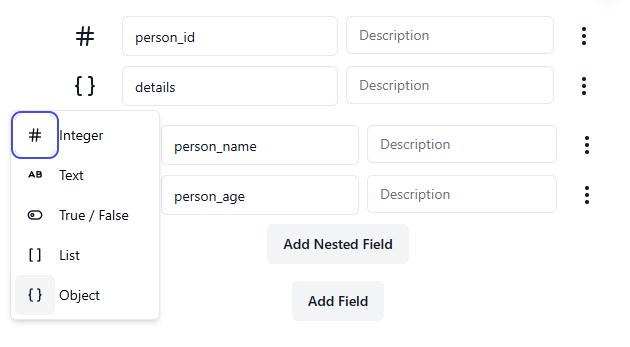 # person_id Description
{ } details Description
# Integer
person_name Description
AB Text
True / False
person_age Description
[ ] List
Add Nested Field
{ } Object
Add Field